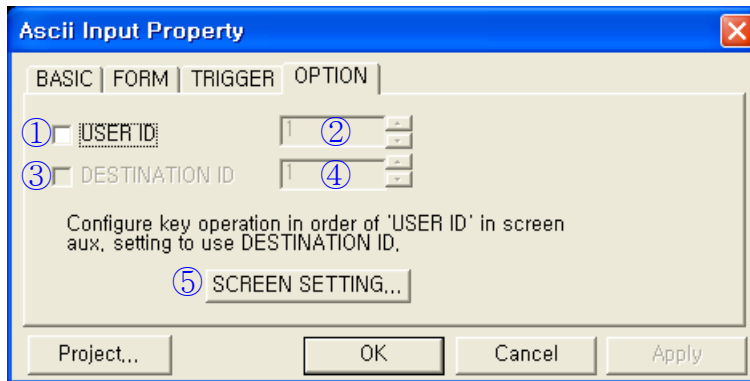 Ascii Input Property
BASIC | FORM | TRIGGER OPTION |
① USER ID 1 ②
③ DESTINATION ID 1 ④
Configure key operation in order of 'USER ID' in screen
aux, setting to use DESTINATION ID,
⑤ SCREEN SETTING,,,
Project,,, OK Cancel Apply